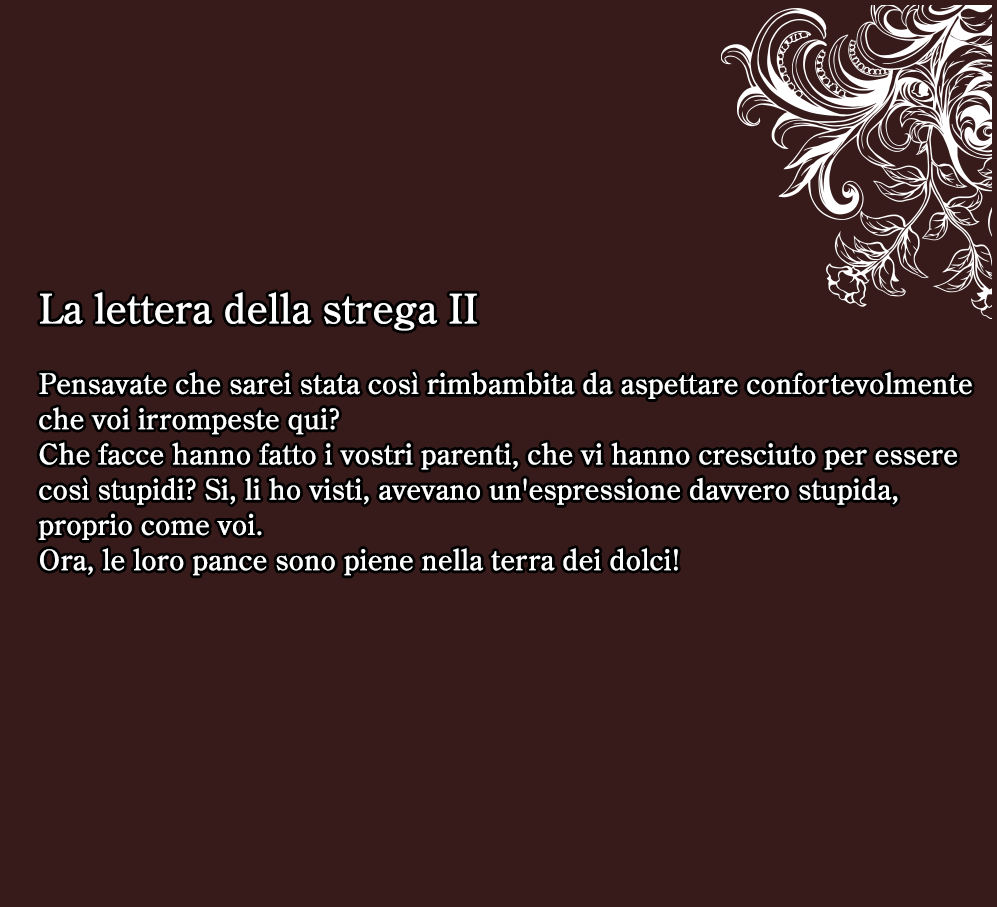 La lettera della strega II
Pensavate che sarei stata così rimbambita da aspettare confortevolmente
che voi irrompeste qui?
Che facce hanno fatto i vostri parenti, che vi hanno cresciuto per essere
così stupidi? Si, li ho visti, avevano un'espressione davvero stupida,
proprio come voi.
Ora, le loro pance sono piene nella terra dei dolci!